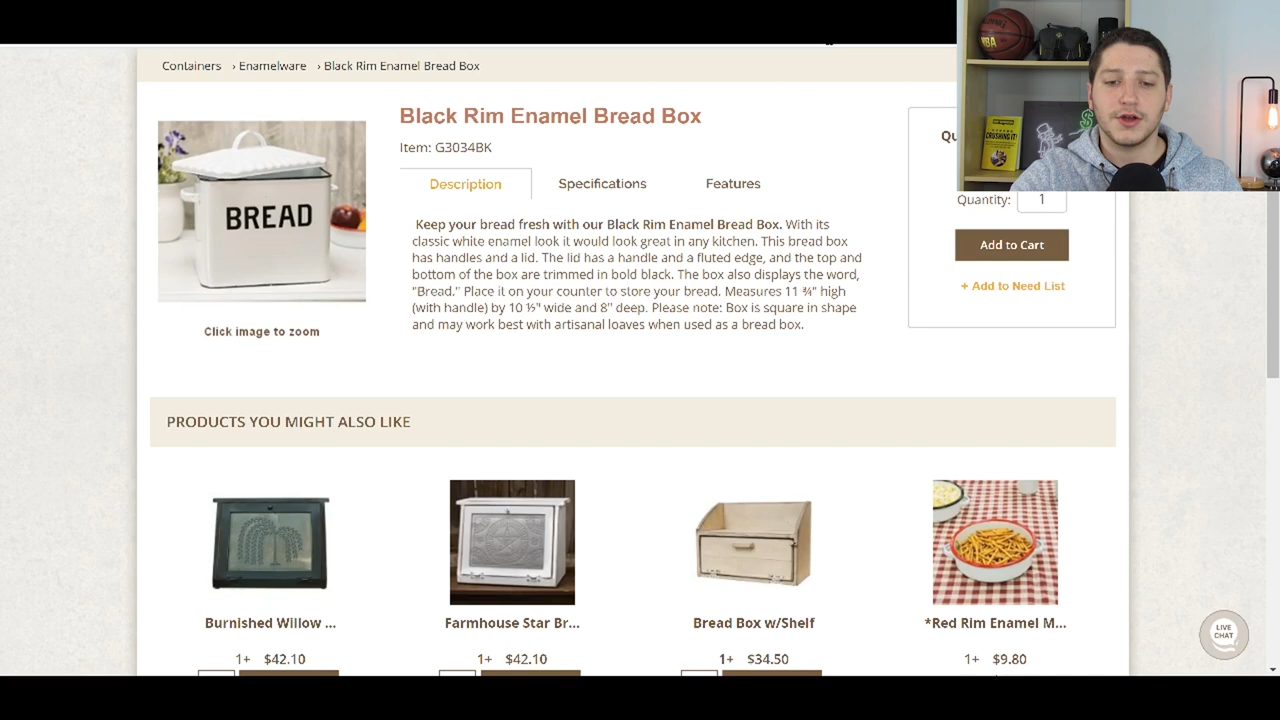 Containers › Enamelware › Black Rim Enamel Bread Box
Black Rim Enamel Bread Box
Item: G3034BK
Description Specifications Features
Keep your bread fresh with our Black Rim Enamel Bread Box. With its
classic white enamel look it would look great in any kitchen. This bread box
has handles and a lid. The lid has a handle and a fluted edge, and the top and
bottom of the box are trimmed in bold black. The box also displays the word,
"Bread." Place it on your counter to store your bread. Measures 11 ¾" high
(with handle) by 10 ½" wide and 8" deep. Please note: Box is square in shape
and may work best with artisanal loaves when used as a bread box.
BREAD
Click image to zoom
Qu
Quantity: 1
Add to Cart
+ Add to Need List
CRUSHING IT!
PRODUCTS YOU MIGHT ALSO LIKE
Burnished Willow ...
1+ $42.10
Farmhouse Star Br...
1+ $42.10
Bread Box w/Shelf
1+ $34.50
*Red Rim Enamel M...
1+ $9.80
LIVE
CHAT